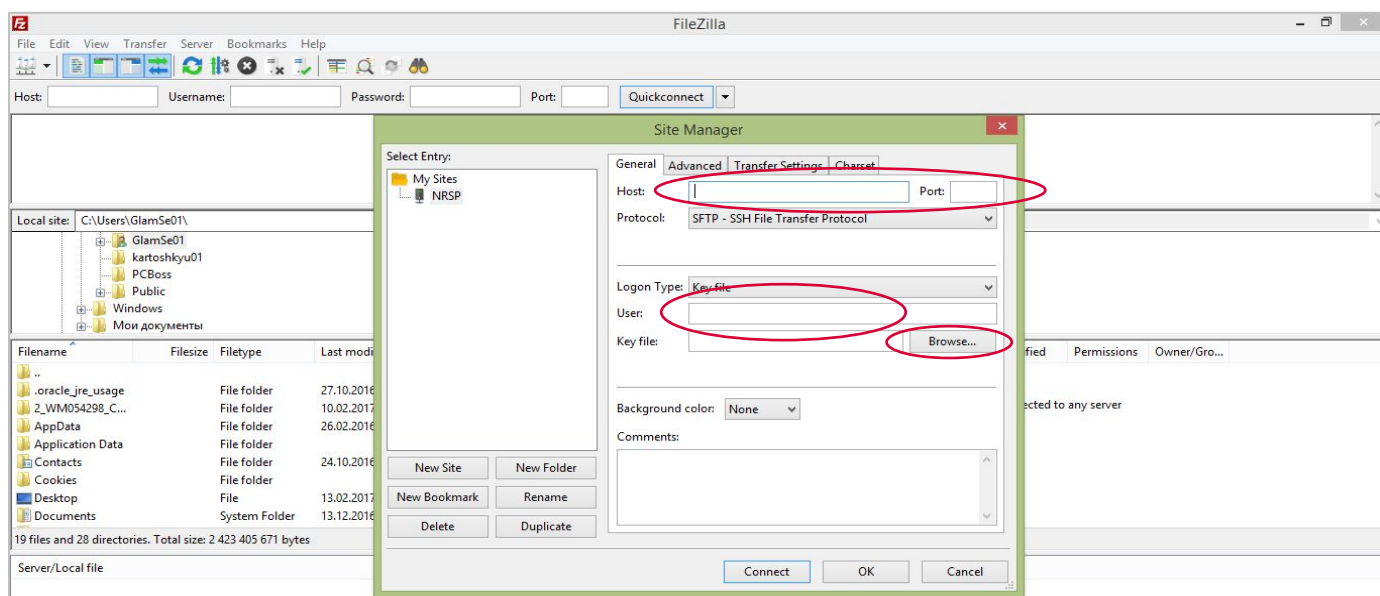 FileZilla
File Edit View Transfer Server Bookmarks Help
Host: Username: Password: Port: Quickconnect
Site Manager
Select Entry:
My Sites
NRSP
General Advanced Transfer Settings Charset
Host: Port:
Protocol: SFTP - SSH File Transfer Protocol
Logon Type: Key file
User:
Key file: Browse...
Background color: None
Comments:
New Site New Folder
New Bookmark Rename
Delete Duplicate
Connect OK Cancel
Local site: C:\Users\GlamSe01\
GlamSe01
kartoshkyu01
PCBoss
Public
Windows
Мои документы
Filename Filesize Filetype Last modi
..
.oracle_jre_usage File folder 27.10.2016
2_WM054298_C... File folder 10.02.2017
AppData File folder 26.02.2016
Application Data File folder
Contacts File folder 24.10.2016
Cookies File folder
Desktop File 13.02.2017
Documents System Folder 13.12.2016
19 files and 28 directories. Total size: 2 423 405 671 bytes
Server/Local file
fied Permissions Owner/Gro...
ected to any server